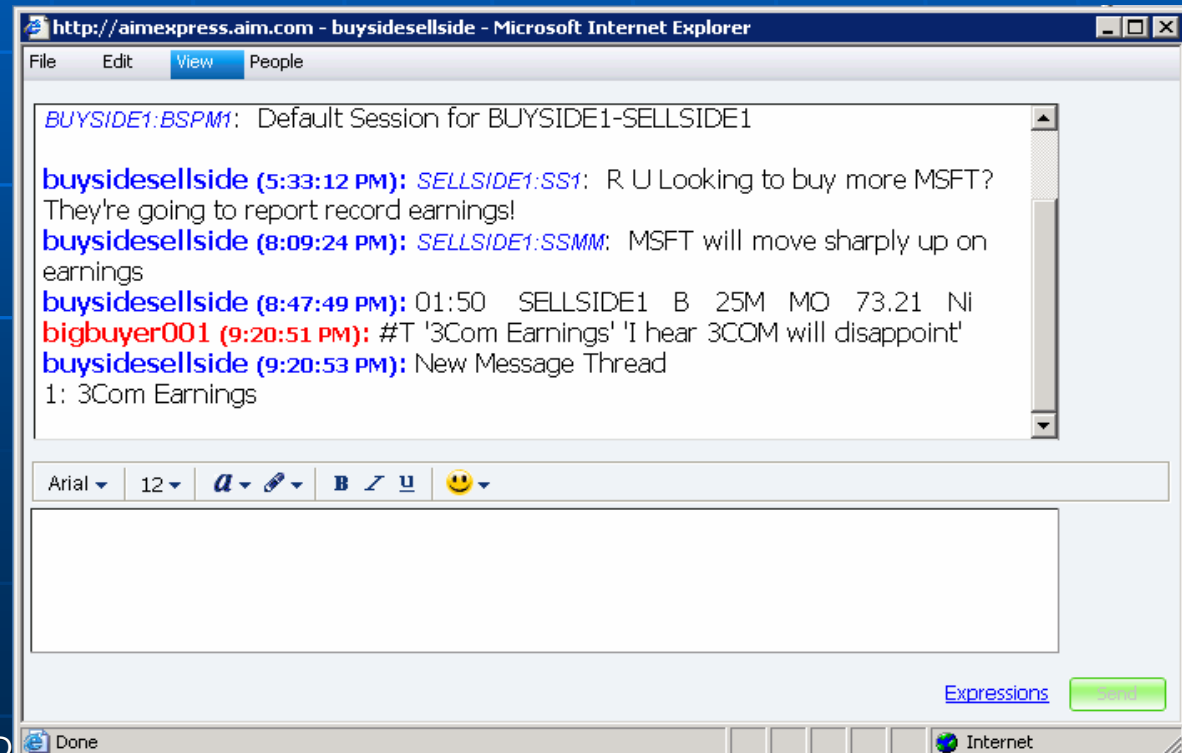 http://aimexpress.aim.com - buysidesellside - Microsoft Internet Explorer
File Edit View People
BUYSIDE1:BSPM1: Default Session for BUYSIDE1-SELLSIDE1
buysidesellside (5:33:12 PM): SELLSIDE1:SS1: R U Looking to buy more MSFT?
They're going to report record earnings!
buysidesellside (8:09:24 PM): SELLSIDE1:SSMM: MSFT will move sharply up on
earnings
buysidesellside (8:47:49 PM): 01:50 SELLSIDE1 B 25M MO 73.21 Ni
bigbuyer001 (9:20:51 PM): #T '3Com Earnings' 'I hear 3COM will disappoint'
buysidesellside (9:20:53 PM): New Message Thread
1: 3Com Earnings
Arial 12 a B I U
Expressions Send
Done Internet